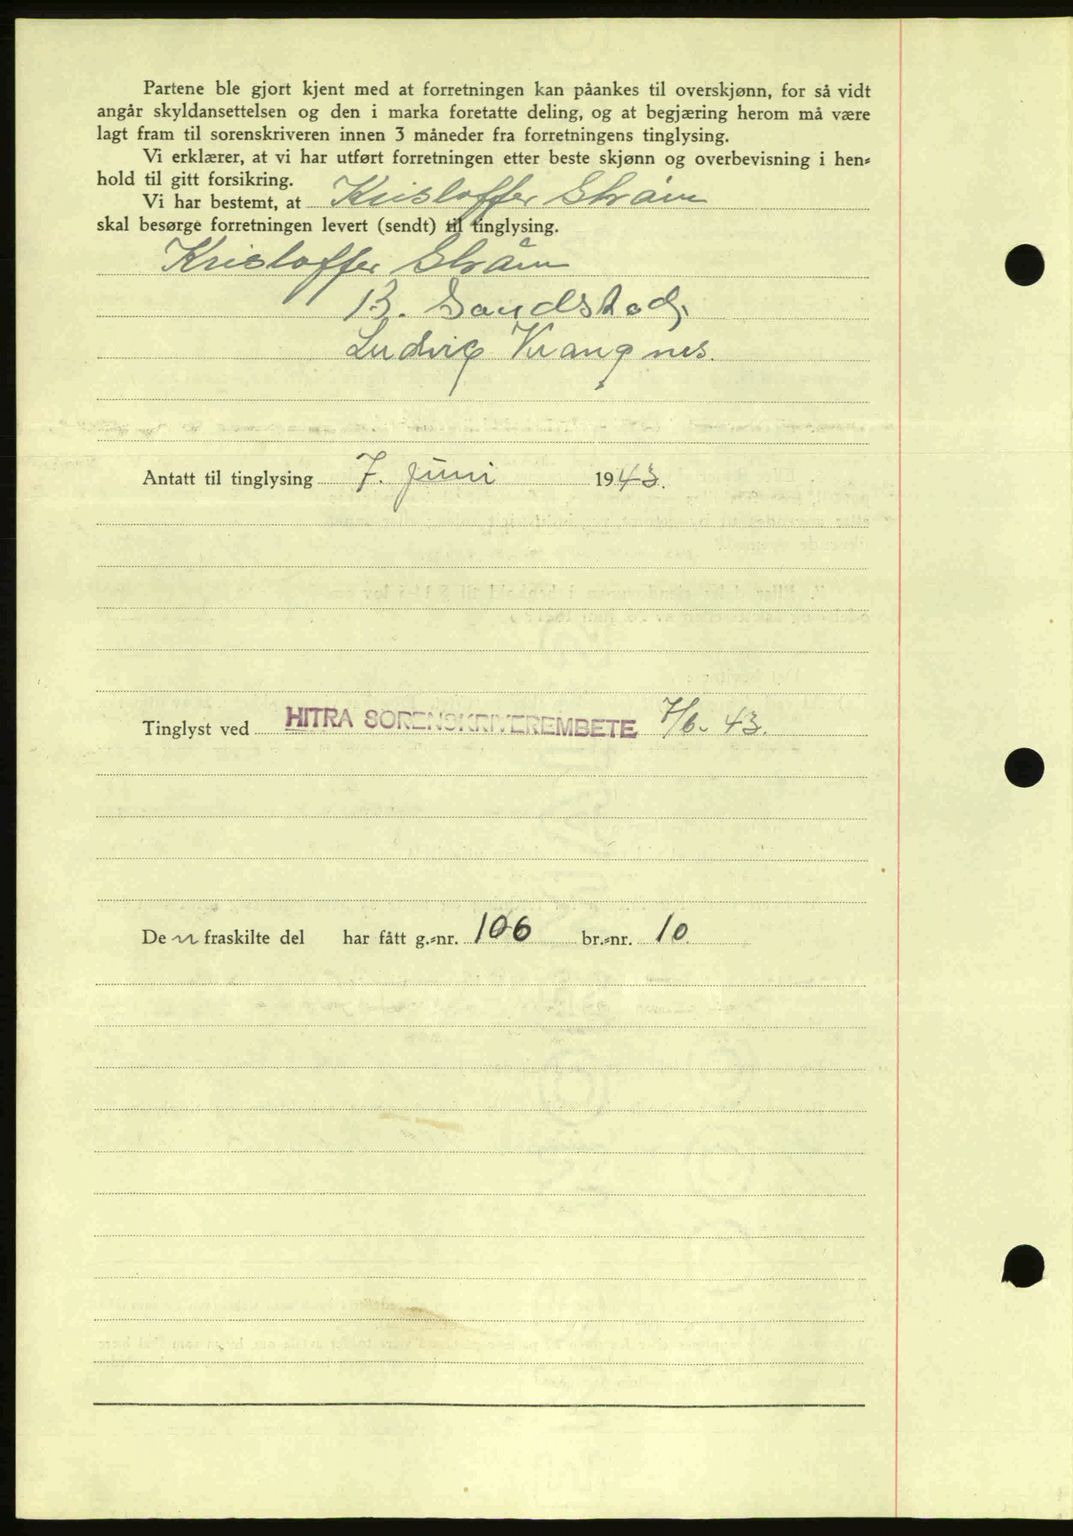 Partene ble gjort kjent med at forretningen kan påankes til overskjønn, for så vidt
angår skyldansettelsen og den i marka foretatte deling, og at begjæring herom må være
lagt fram til sorenskriveren innen 3 måneder fra forretningens tinglysing.
Vi erklærer, at vi har utført forretningen etter beste skjønn og overbevisning i hen-
hold til gitt forsikring.
Vi har bestemt, at Kristoffer Strøm
skal besørge forretningen levert (sendt) til tinglysing.
Kristoffer Strøm
B. Sandstad,
Ludvig Krangnes.
Antatt til tinglysing 7. juni 1943.
Tinglyst ved HITRA SORENSKRIVEREMBETE 7/6. 43.
Den fraskilte del har fått g.-nr. 106 br.-nr. 10